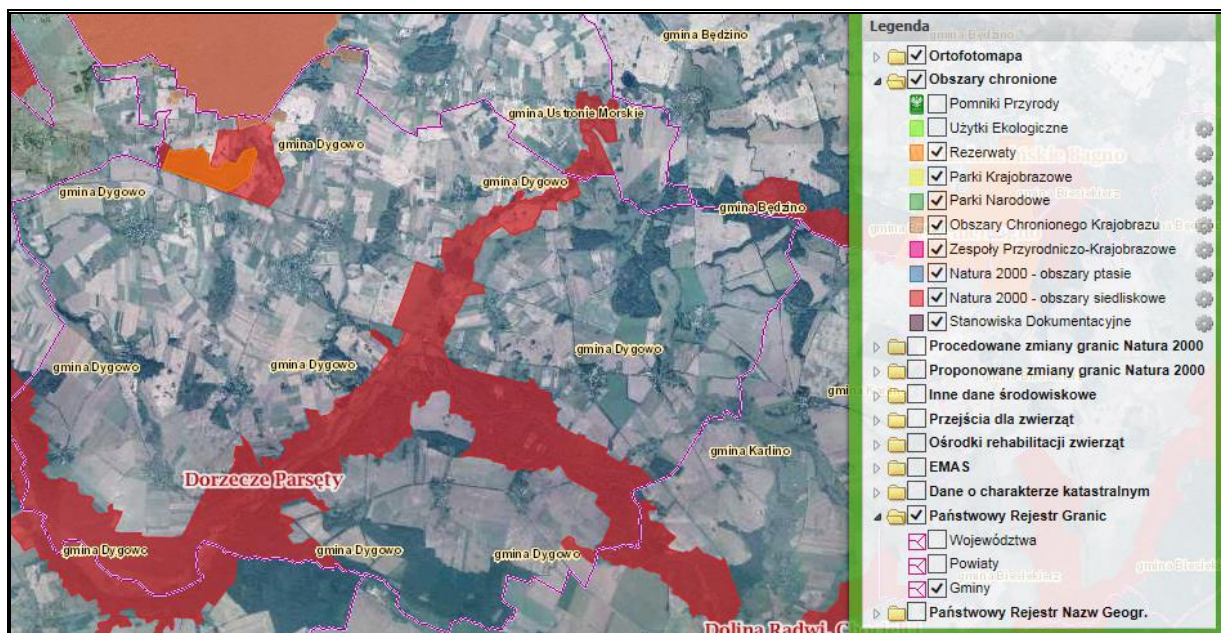 gmina Będzino
gmina Ustronie Morskie
gmina Dygowo
gmina Dygowo
gmina Dygowo
gmina Będzino
gmina Dygowo
gmina Dygowo
gmina Karlino
Dorzecze Parsęty
gmina Dygowo
gmina Dygowo
gmina Dygowo
Dolina Radwi,
Legenda
Ortofotomapa
Obszary chronione
Pomniki Przyrody
Użytki Ekologiczne
Rezerwaty
Parki Krajobrazowe
Parki Narodowe
Obszary Chronionego Krajobrazu
Zespoły Przyrodniczo-Krajobrazowe
Natura 2000 - obszary ptasie
Natura 2000 - obszary siedliskowe
Stanowiska Dokumentacyjne
Procedowane zmiany granic Natura 2000
Proponowane zmiany granic Natura 2000
Inne dane środowiskowe
Przejścia dla zwierząt
Ośrodki rehabilitacji zwierząt
EMAS
Dane o charakterze katastralnym
Państwowy Rejestr Granic
Województwa
Powiaty
Gminy
Państwowy Rejestr Nazw Geogr.